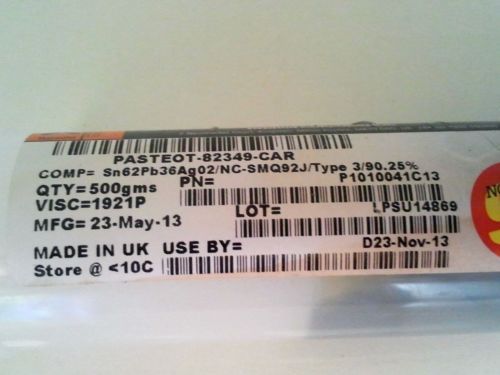 PASTEOT-82349-CAR
COMP= Sn62Pb36Ag02/NC-SMQ92J/Type 3/90.25%
QTY=500gms PN= P1010041C13
VISC=1921P
MFG= 23-May-13 LOT= LPSU14869
MADE IN UK USE BY= D23-Nov-13
Store @ <10C